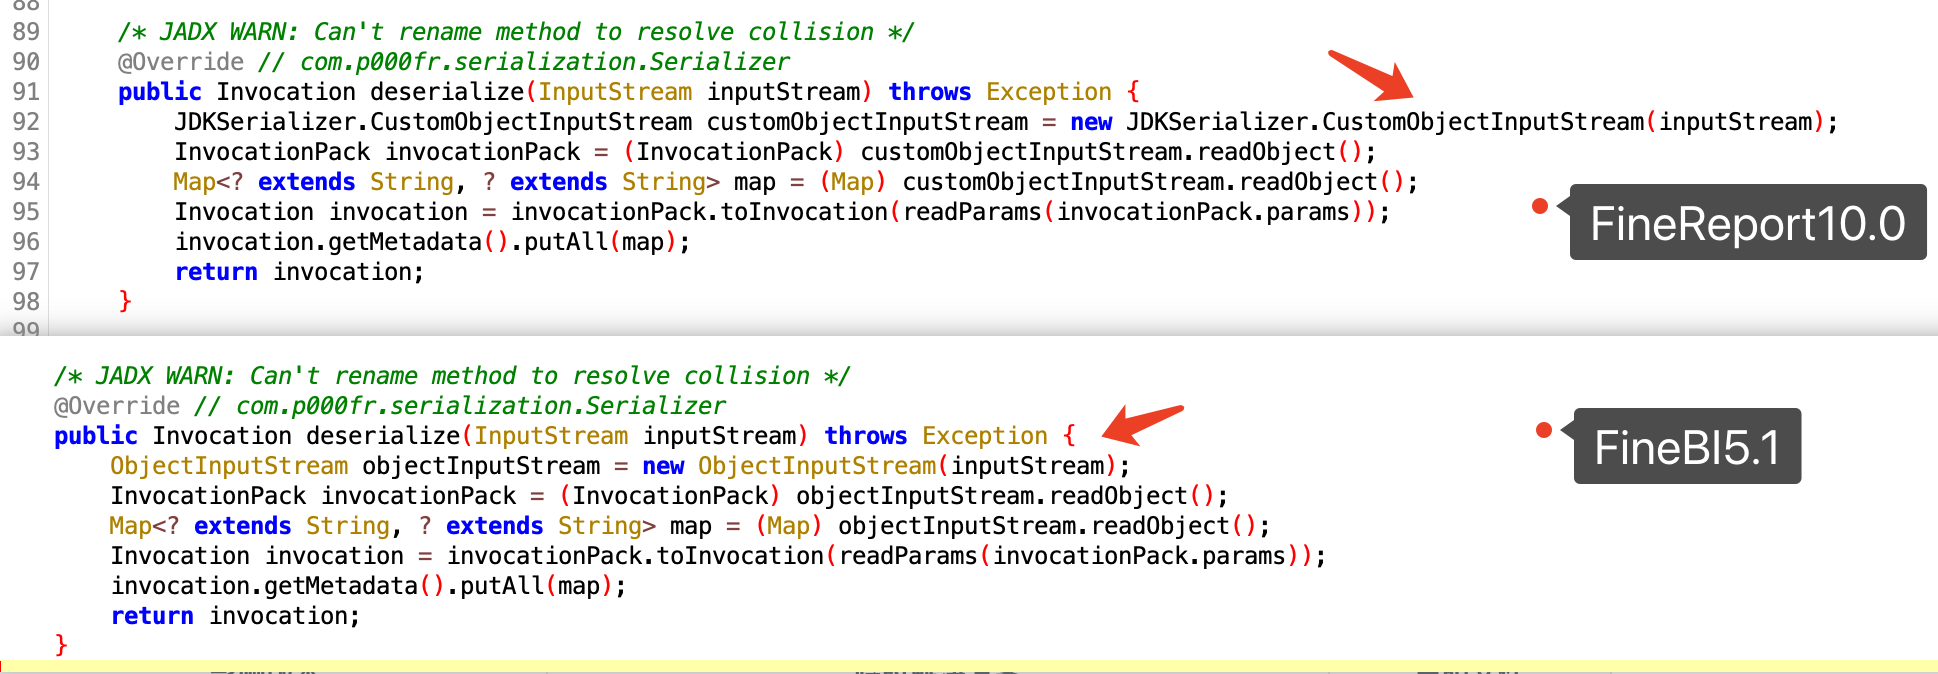 88
89 /* JADX WARN: Can't rename method to resolve collision */
90 @Override // com.p000fr.serialization.Serializer
91 public Invocation deserialize(InputStream inputStream) throws Exception {
92 JDKSerializer.CustomObjectInputStream customObjectInputStream = new JDKSerializer.CustomObjectInputStream(inputStream);
93 InvocationPack invocationPack = (InvocationPack) customObjectInputStream.readObject();
94 Map<? extends String, ? extends String> map = (Map) customObjectInputStream.readObject();
95 Invocation invocation = invocationPack.toInvocation(readParams(invocationPack.params));
FineReport10.0
96 invocation.getMetadata().putAll(map);
97 return invocation;
98 }
99
/* JADX WARN: Can't rename method to resolve collision */
@Override // com.p000fr.serialization.Serializer
public Invocation deserialize(InputStream inputStream) throws Exception {
FineBI5.1
ObjectInputStream objectInputStream = new ObjectInputStream(inputStream);
InvocationPack invocationPack = (InvocationPack) objectInputStream.readObject();
Map<? extends String, ? extends String> map = (Map) objectInputStream.readObject();
Invocation invocation = invocationPack.toInvocation(readParams(invocationPack.params));
invocation.getMetadata().putAll(map);
return invocation;
}